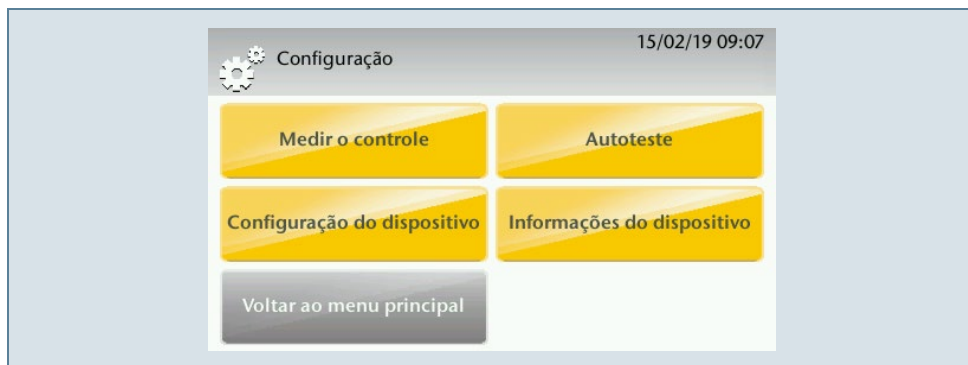 Configuração
15/02/19 09:07
Medir o controle
Autoteste
Configuração do dispositivo
Informações do dispositivo
Voltar ao menu principal